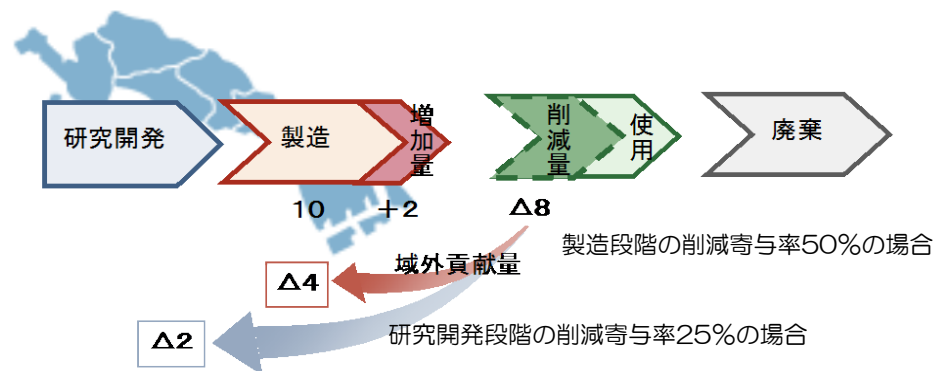 研究開発
製造
増加量
削減量
使用
廃棄
10
+2
Δ8
製造段階の削減寄与率50%の場合
域外貢献量
Δ4
Δ2
研究開発段階の削減寄与率25%の場合